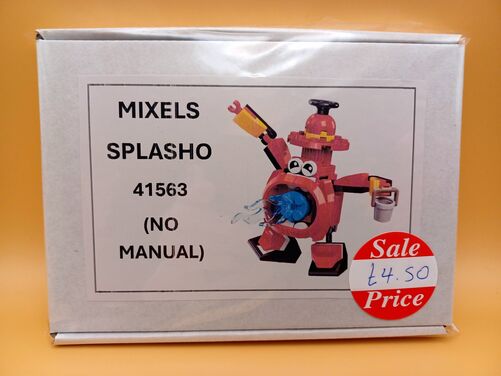 MIXELS
SPLASHO
41563
(NO
MANUAL)
Sale
£4.50
Price